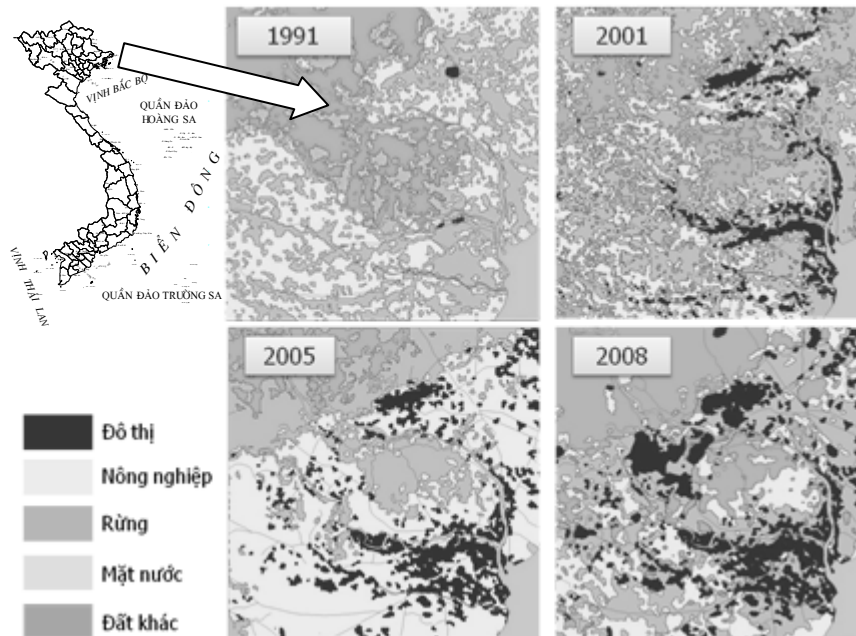 1991
2001
VỊNH BẮC BỘ
QUẦN ĐẢO
HOÀNG SA
BIỂN ĐÔNG
VỊNH THÁI LAN
QUẦN ĐẢO TRƯỜNG SA
2005
2008
Đô thị
Nông nghiệp
Rừng
Mặt nước
Đất khác